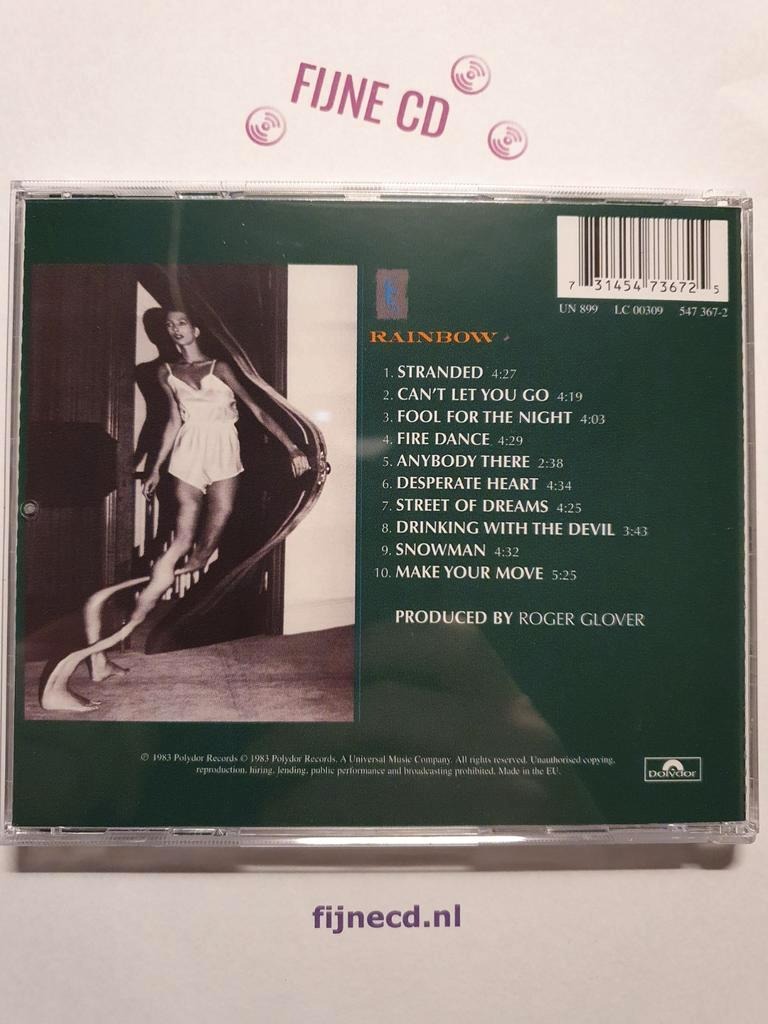 FIJNE CD
7 31454 73672 5
UN 899 LC 00309 547 367-2
RAINBOW
1. STRANDED 4:27
2. CAN'T LET YOU GO 4:19
3. FOOL FOR THE NIGHT 4:03
4. FIRE DANCE 4:29
5. ANYBODY THERE 2:38
6. DESPERATE HEART 4:34
7. STREET OF DREAMS 4:25
8. DRINKING WITH THE DEVIL 3:43
9. SNOWMAN 4:32
10. MAKE YOUR MOVE 5:25
PRODUCED BY ROGER GLOVER
℗ 1983 Polydor Records © 1983 Polydor Records. A Universal Music Company. All rights reserved. Unauthorised copying,
reproduction, hiring, lending, public performance and broadcasting prohibited. Made in the EU.
Polydor
fijnecd.nl